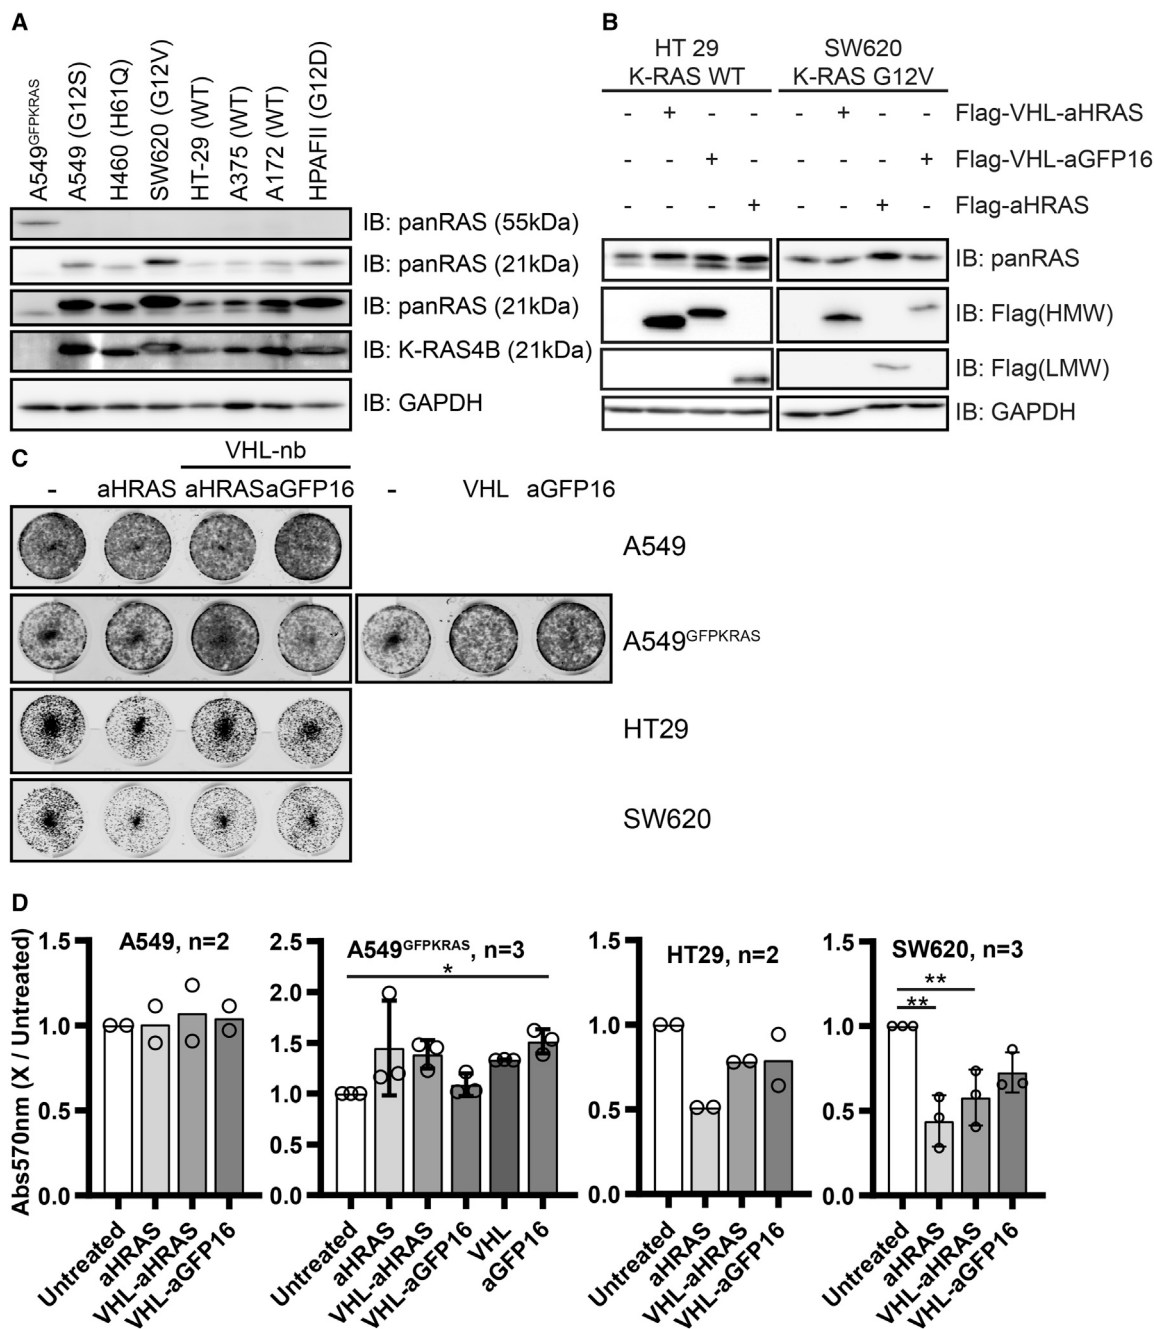 A
A549GFPKRAS
A549 (G12S)
H460 (H61Q)
SW620 (G12V)
HT-29 (WT)
A375 (WT)
A172 (WT)
HPAFII (G12D)
IB: panRAS (55kDa)
IB: panRAS (21kDa)
IB: panRAS (21kDa)
IB: K-RAS4B (21kDa)
IB: GAPDH
B
HT 29 SW620
K-RAS WT K-RAS G12V
- + - - - + - - Flag-VHL-aHRAS
- - + - - - - + Flag-VHL-aGFP16
- - - + - - + - Flag-aHRAS
IB: panRAS
IB: Flag(HMW)
IB: Flag(LMW)
IB: GAPDH
C
VHL-nb
- aHRAS aHRAS aGFP16 - VHL aGFP16
A549
A549GFPKRAS
HT29
SW620
D
Abs570nm (X / Untreated)
A549, n=2
1.5
1.0
0.5
0.0
Untreated
aHRAS
VHL-aHRAS
VHL-aGFP16
A549GFPKRAS, n=3
*
2.5
2.0
1.5
1.0
0.5
0.0
Untreated
aHRAS
VHL-aHRAS
VHL-aGFP16
VHL
aGFP16
HT29, n=2
1.5
1.0
0.5
0.0
Untreated
aHRAS
VHL-aHRAS
VHL-aGFP16
SW620, n=3
**
**
1.5
1.0
0.5
0.0
Untreated
aHRAS
VHL-aHRAS
VHL-aGFP16